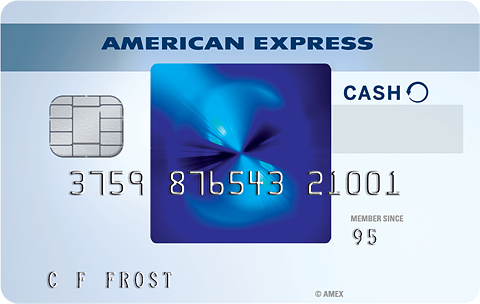 AMERICAN EXPRESS
CASH
3759 876543 21001
MEMBER SINCE
95
C F FROST
© AMEX